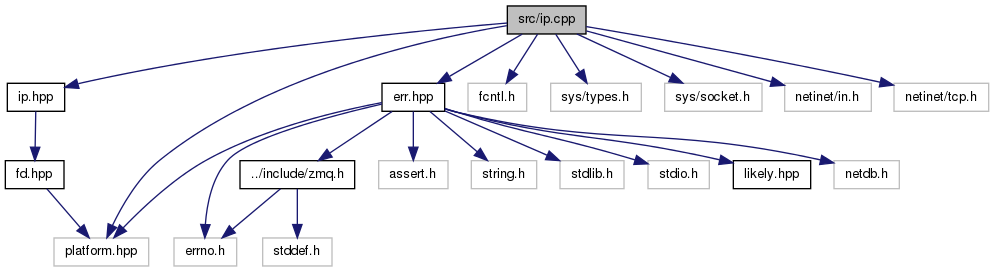 src/ip.cpp
ip.hpp
err.hpp
fcntl.h
sys/types.h
sys/socket.h
netinet/in.h
netinet/tcp.h
fd.hpp
../include/zmq.h
assert.h
string.h
stdlib.h
stdio.h
likely.hpp
netdb.h
platform.hpp
errno.h
stddef.h